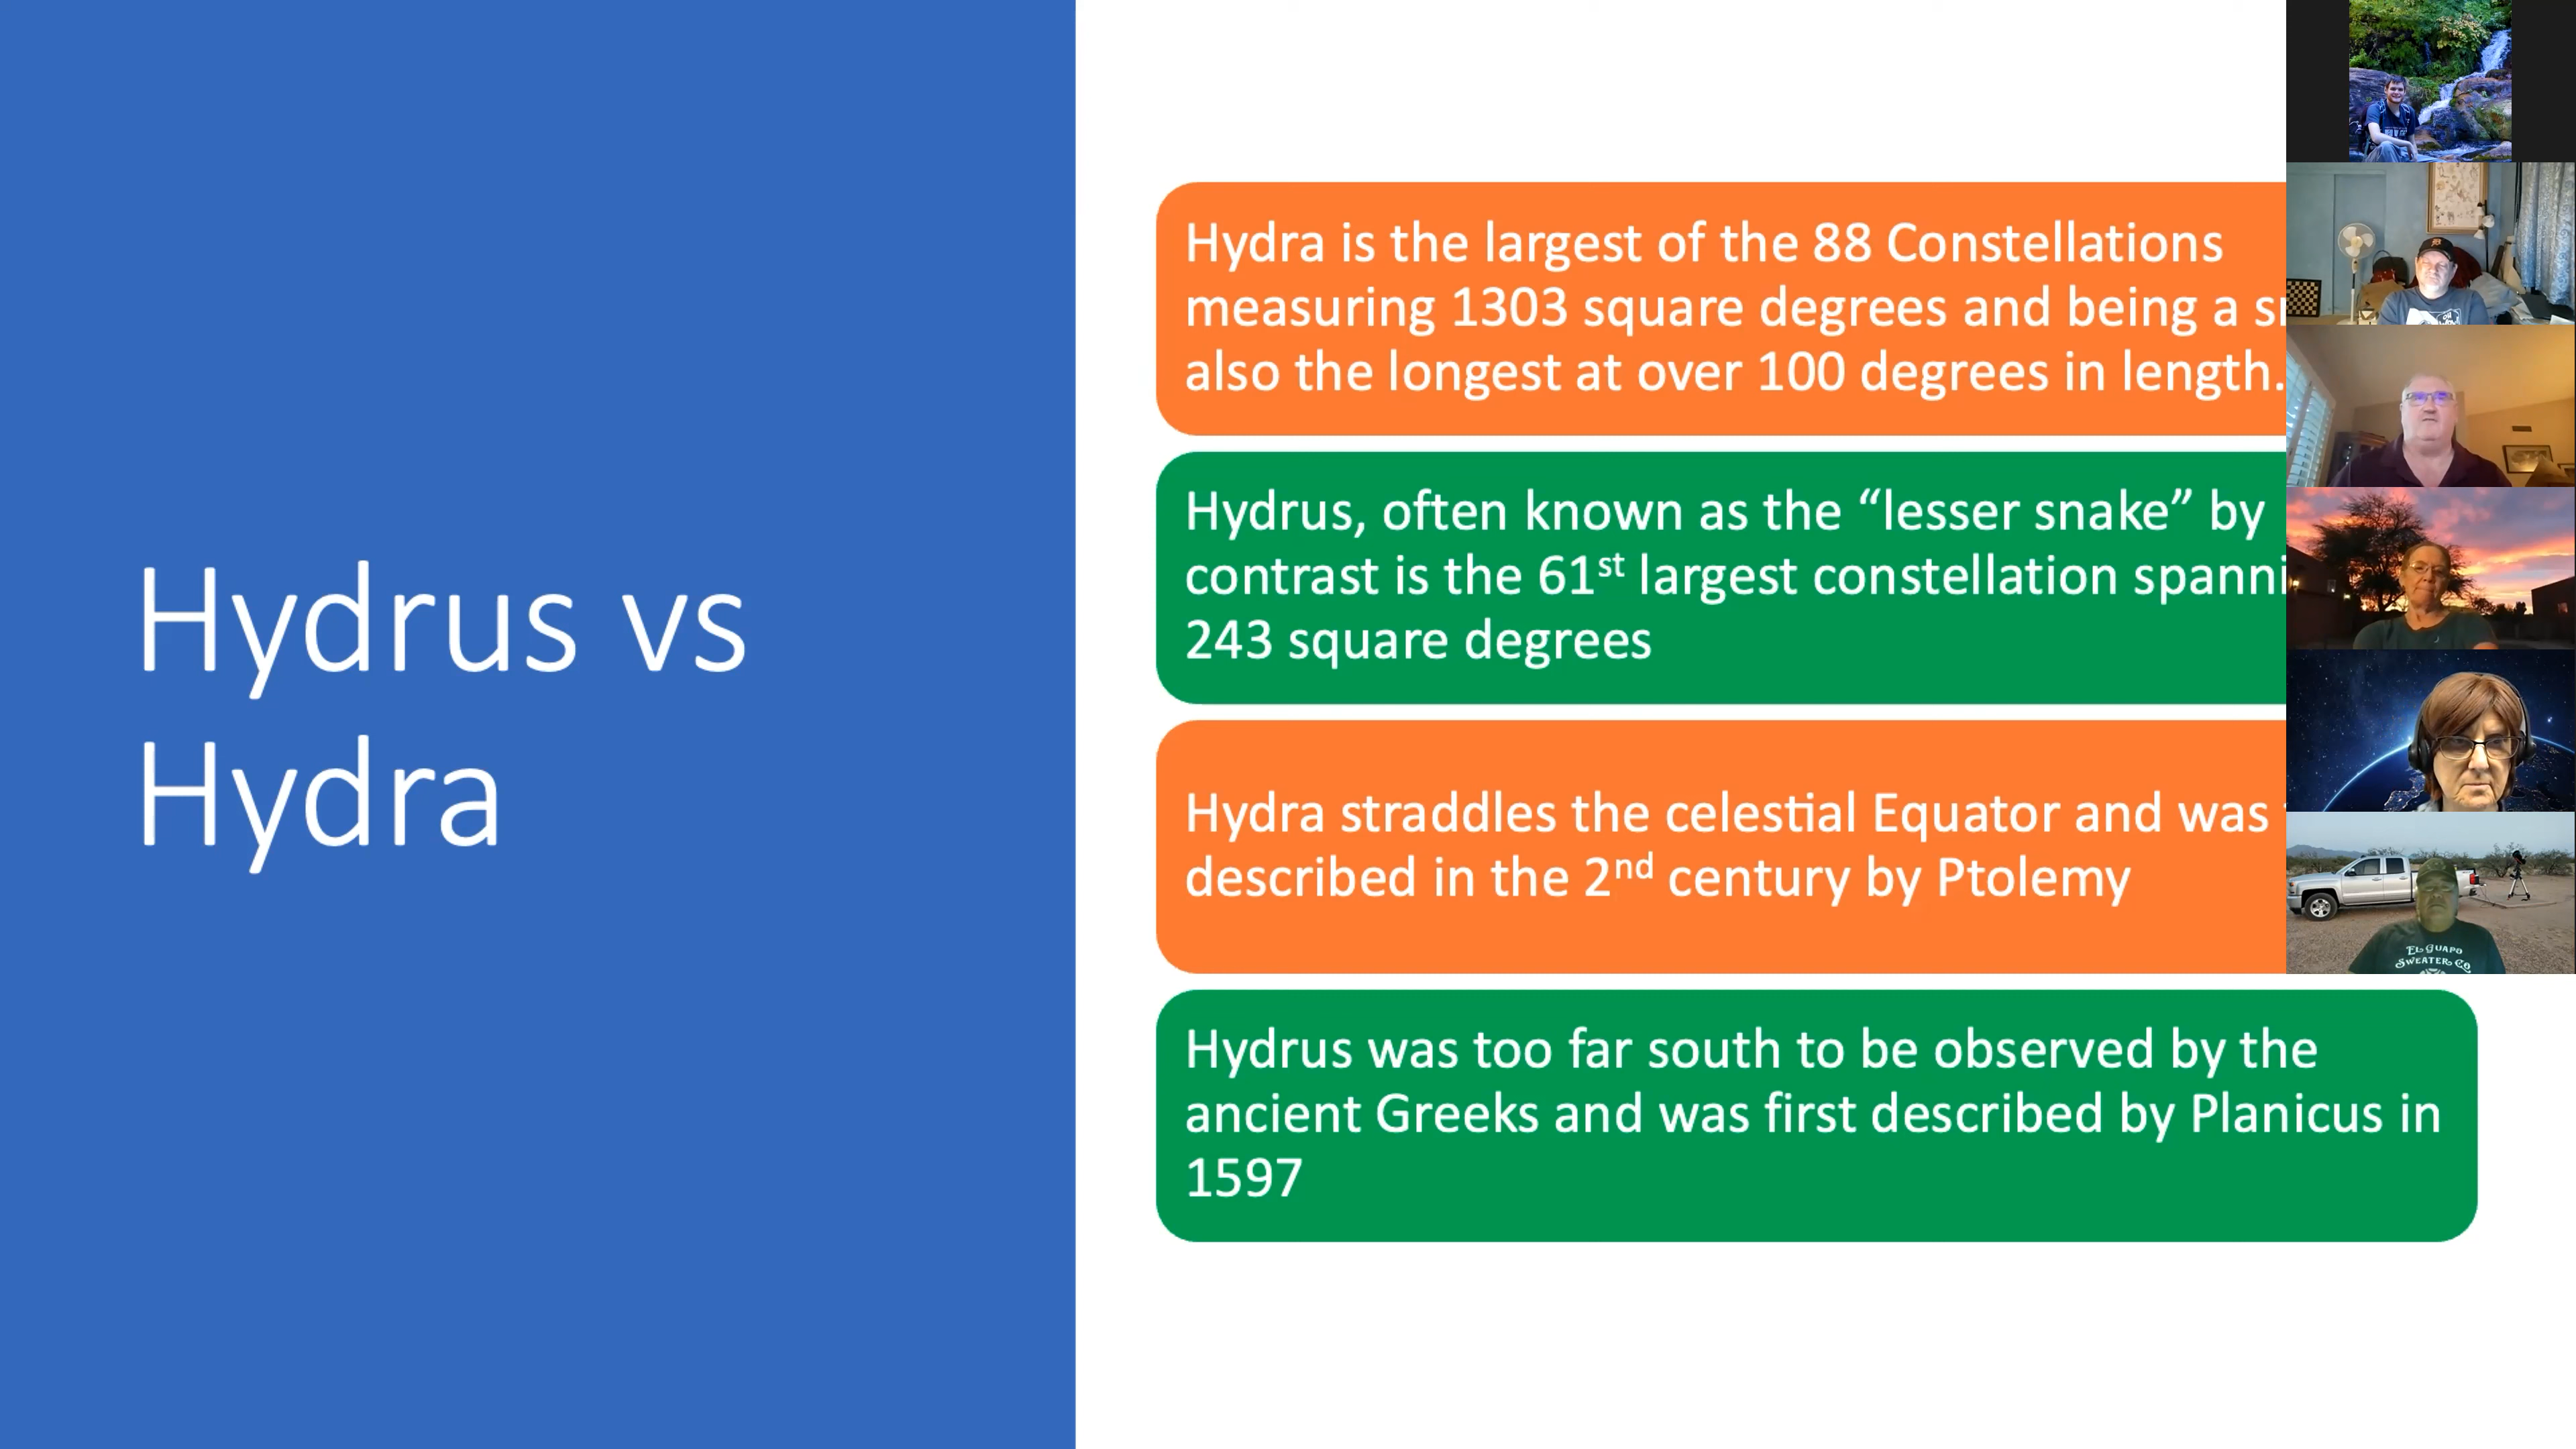 Hydrus vs
Hydra
Hydra is the largest of the 88 Constellations
measuring 1303 square degrees and being a
also the longest at over 100 degrees in length.
Hydrus, often known as the “lesser snake” by
contrast is the 61st largest constellation
243 square degrees
Hydra straddles the celestial Equator and was
described in the 2nd century by Ptolemy
Hydrus was too far south to be observed by the
ancient Greeks and was first described by Planicus in
1597
EL GUAPO
SWEATER CO